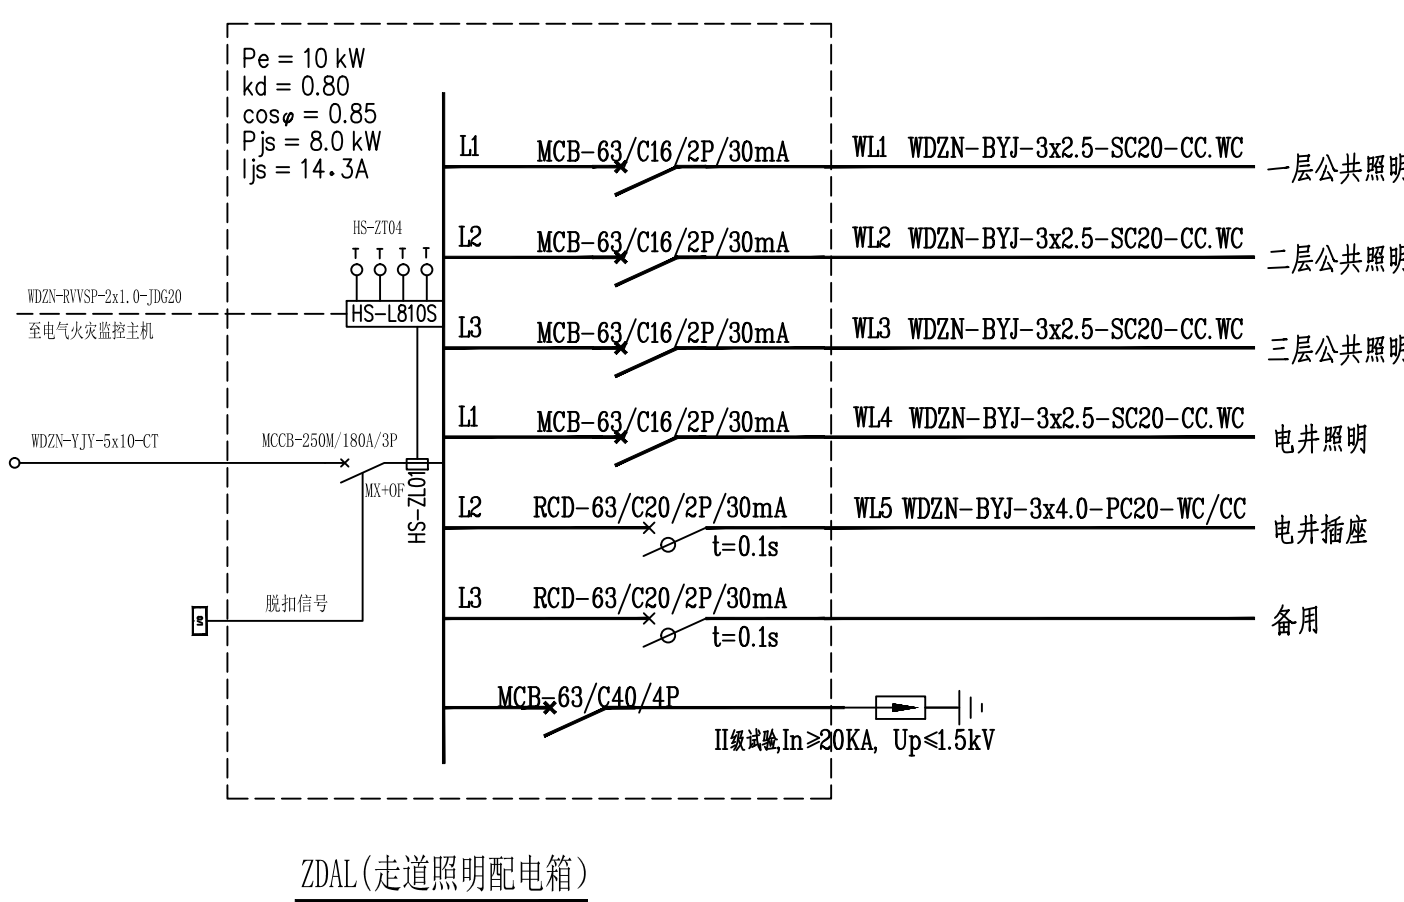 Pe = 10 kW
kd = 0.80
cosφ = 0.85
Pjs = 8.0 kW
Ijs = 14.3A
L1 MCB-63/C16/2P/30mA WL1 WDZN-BYJ-3x2.5-SC20-CC.WC 一层公共照明
HS-ZT04
T T T T
L2 MCB-63/C16/2P/30mA WL2 WDZN-BYJ-3x2.5-SC20-CC.WC 二层公共照明
WDZN-RVVSP-2x1.0-JDG20
HS-L810S
至电气火灾监控主机
L3 MCB-63/C16/2P/30mA WL3 WDZN-BYJ-3x2.5-SC20-CC.WC 三层公共照明
L1 MCB-63/C16/2P/30mA WL4 WDZN-BYJ-3x2.5-SC20-CC.WC 电井照明
WDZN-YJY-5x10-CT MCCB-250M/180A/3P
MX+OF
HS-ZL01
L2 RCD-63/C20/2P/30mA WL5 WDZN-BYJ-3x4.0-PC20-WC/CC 电井插座
t=0.1s
脱扣信号
L3 RCD-63/C20/2P/30mA 备用
t=0.1s
MCB-63/C40/4P
II级试验,In≥20KA, Up≤1.5kV
ZDAL(走道照明配电箱)